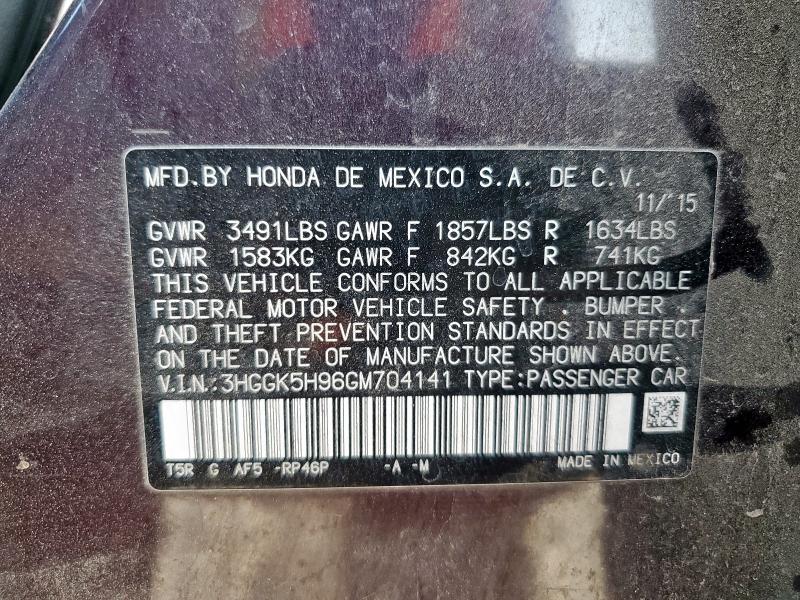 MFD.BY HONDA DE MEXICO S.A. DE C.V.
11/'15
GVWR 3491LBS GAWR F 1857LBS R 1634LBS
GVWR 1583KG GAWR F 842KG R 741KG
THIS VEHICLE CONFORMS TO ALL APPLICABLE
FEDERAL MOTOR VEHICLE SAFETY . BUMPER .
AND THEFT PREVENTION STANDARDS IN EFFECT
ON THE DATE OF MANUFACTURE SHOWN ABOVE.
V.I.N.:3HGGK5H96GM704141 TYPE:PASSENGER CAR
T5R G AF5 -RP46P -A -M MADE IN MEXICO